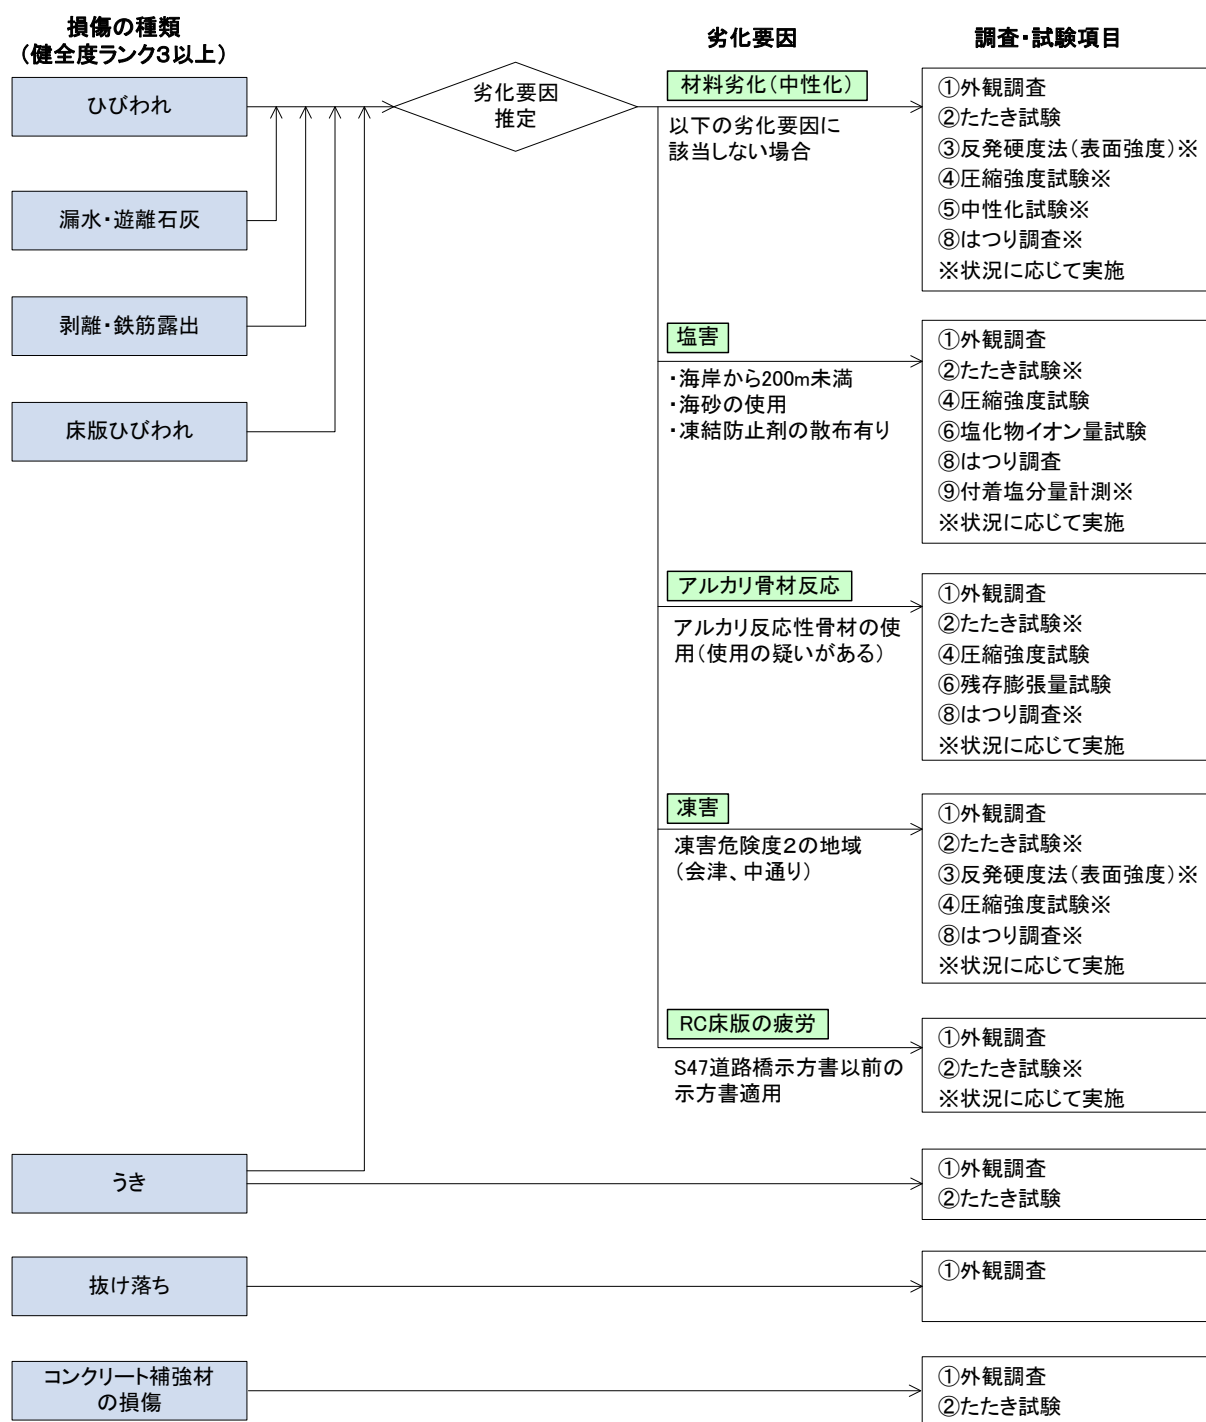 損傷の種類
（健全度ランク3以上）
劣化要因
調査・試験項目
ひびわれ
漏水・遊離石灰
剥離・鉄筋露出
床版ひびわれ
劣化要因
推定
材料劣化（中性化）
以下の劣化要因に
該当しない場合
①外観調査
②たたき試験
③反発硬度法（表面強度）※
④圧縮強度試験※
⑤中性化試験※
⑧はつり調査※
※状況に応じて実施
塩害
・海岸から200m未満
・海砂の使用
・凍結防止剤の散布有り
①外観調査
②たたき試験※
④圧縮強度試験
⑥塩化物イオン量試験
⑧はつり調査
⑨付着塩分量計測※
※状況に応じて実施
アルカリ骨材反応
アルカリ反応性骨材の使
用（使用の疑いがある）
①外観調査
②たたき試験※
④圧縮強度試験
⑥残存膨張量試験
⑧はつり調査※
※状況に応じて実施
凍害
凍害危険度2の地域
（会津、中通り）
①外観調査
②たたき試験※
③反発硬度法（表面強度）※
④圧縮強度試験※
⑧はつり調査※
※状況に応じて実施
RC床版の疲労
S47道路橋示方書以前の
示方書適用
①外観調査
②たたき試験※
※状況に応じて実施
うき
①外観調査
②たたき試験
抜け落ち
①外観調査
コンクリート補強材
の損傷
①外観調査
②たたき試験